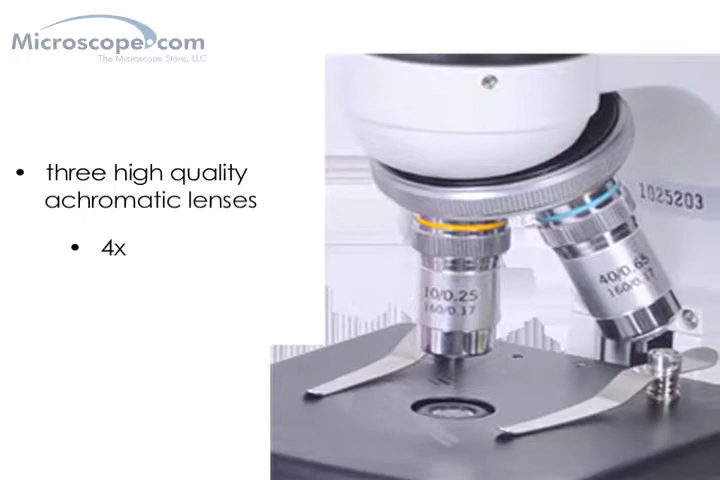 Microscope.com
The Microscope Store, LLC
• three high quality
achromatic lenses
• 4x
1025203
10/0.25
160/0.17
40/0.65
160/0.17